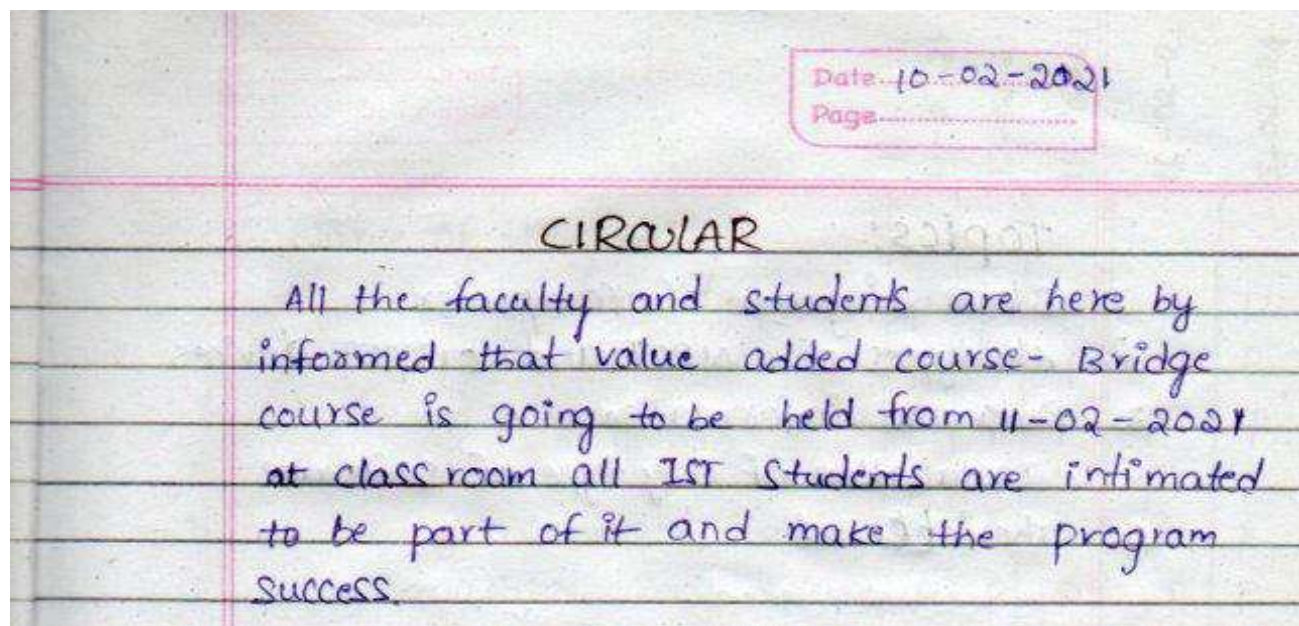 Date 10-02-2021
Page
CIRCULAR
All the faculty and students are here by
informed that value added course- Bridge
course is going to be held from 11-02-2021
at class room all IST Students are intimated
to be part of it and make the program
success.